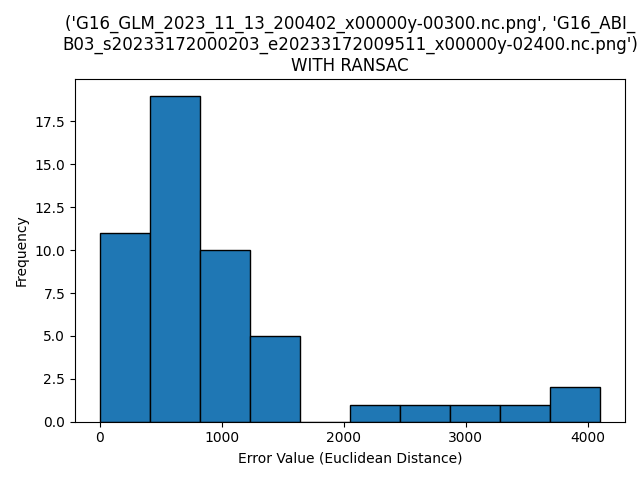 ('G16_GLM_2023_11_13_200402_x00000y-00300.nc.png', 'G16_ABI_
B03_s20233172000203_e20233172009511_x00000y-02400.nc.png')
WITH RANSAC
17.5
15.0
12.5
10.0
7.5
5.0
2.5
0.0
Frequency
0 1000 2000 3000 4000
Error Value (Euclidean Distance)